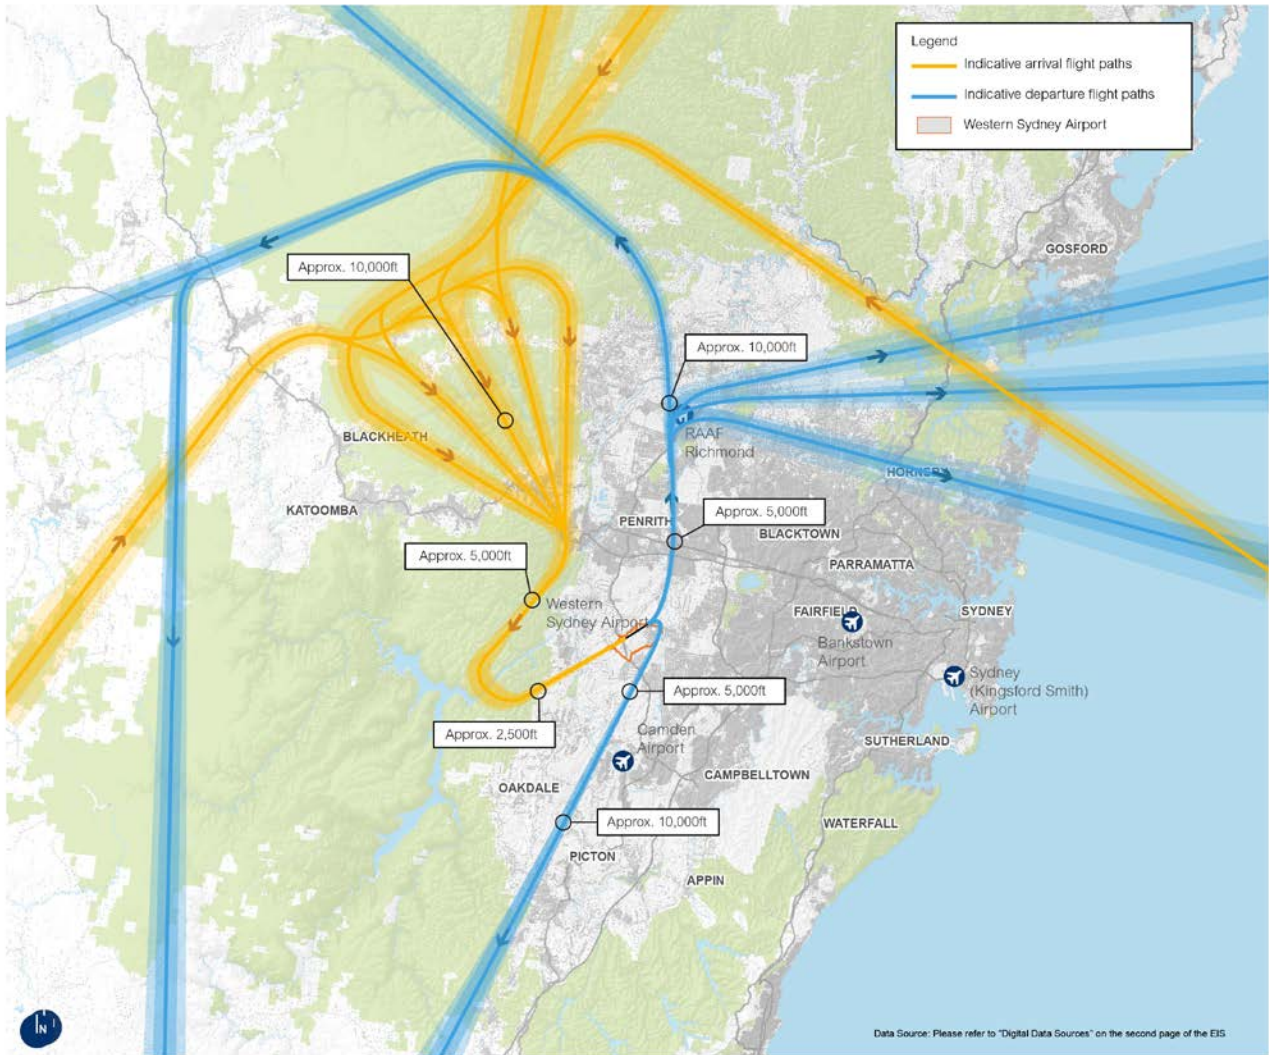 Legend
Indicative arrival flight paths
Indicative departure flight paths
Western Sydney Airport
GOSFORD
Approx. 10,000ft
Approx. 10,000ft
RAAF
Richmond
BLACKHEATH
HORNSBY
KATOOMBA
PENRITH
Approx. 5,000ft
BLACKTOWN
Approx. 5,000ft
PARRAMATTA
Western
Sydney Airport
FAIRFIELD
SYDNEY
Bankstown
Airport
Sydney
(Kingsford Smith)
Airport
Approx. 5,000ft
Approx. 2,500ft
Camden
Airport
SUTHERLAND
CAMPBELLTOWN
OAKDALE
Approx. 10,000ft
WATERFALL
PICTON
APPIN
N
Data Source: Please refer to "Digital Data Sources" on the second page of the EIS